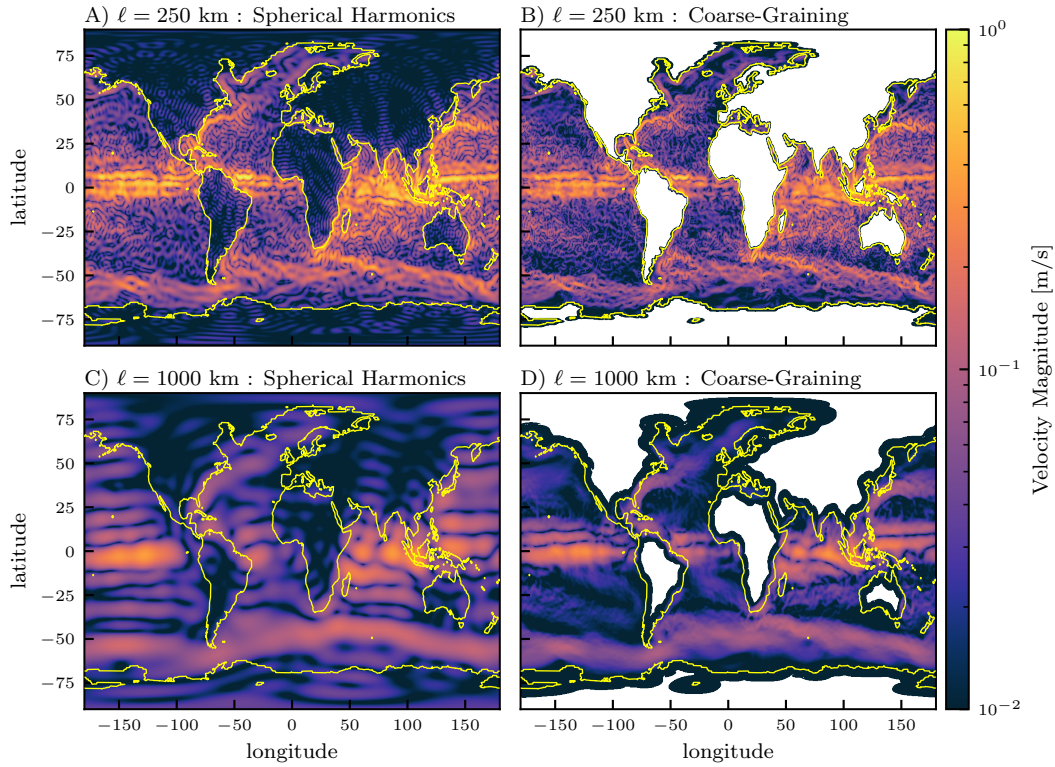 A) ℓ = 250 km : Spherical Harmonics
B) ℓ = 250 km : Coarse-Graining
75
50
25
0
−25
−50
−75
latitude
C) ℓ = 1000 km : Spherical Harmonics
D) ℓ = 1000 km : Coarse-Graining
75
50
25
0
−25
−50
−75
latitude
−150 −100 −50 0 50 100 150
longitude
−150 −100 −50 0 50 100 150
longitude
10⁰
10⁻¹
10⁻²
Velocity Magnitude [m/s]